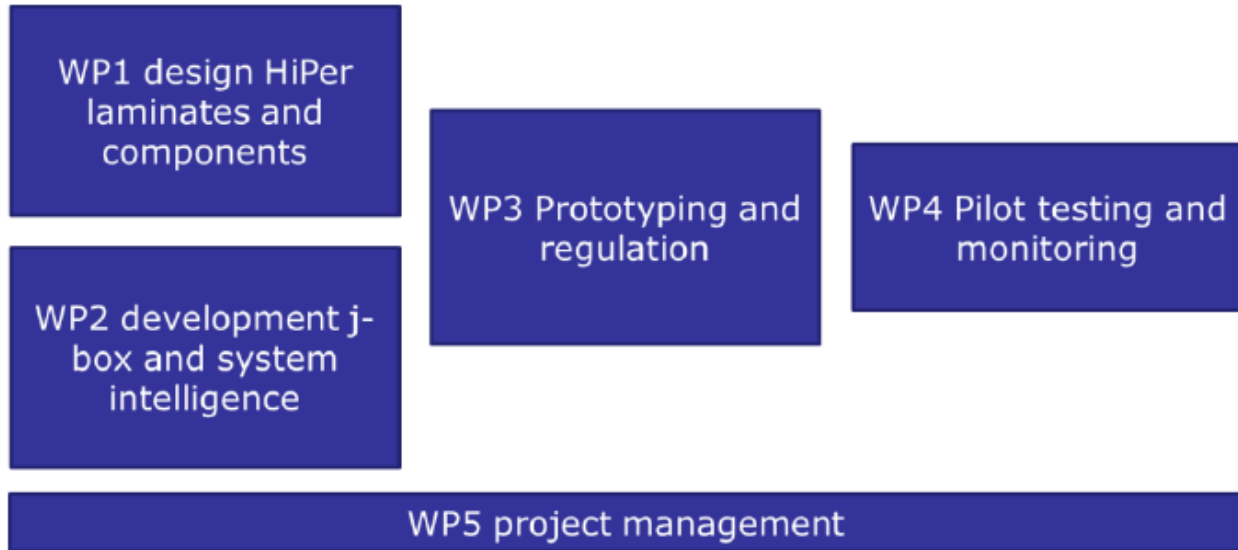 WP1 design HiPer
laminates and
components
WP2 development j-
box and system
intelligence
WP3 Prototyping and
regulation
WP4 Pilot testing and
monitoring
WP5 project management